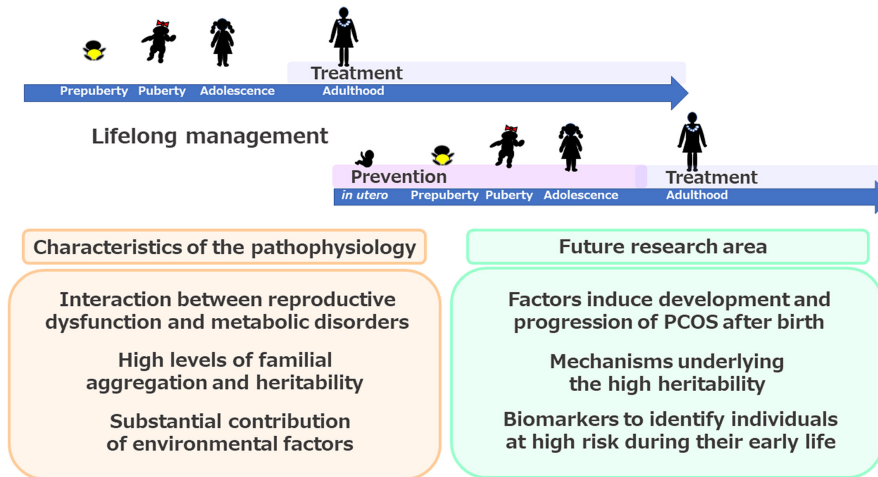 Treatment
Prepuberty Puberty Adolescence Adulthood
Lifelong management
Prevention Treatment
in utero Prepuberty Puberty Adolescence Adulthood
Characteristics of the pathophysiology
Interaction between reproductive
dysfunction and metabolic disorders
High levels of familial
aggregation and heritability
Substantial contribution
of environmental factors
Future research area
Factors induce development and
progression of PCOS after birth
Mechanisms underlying
the high heritability
Biomarkers to identify individuals
at high risk during their early life